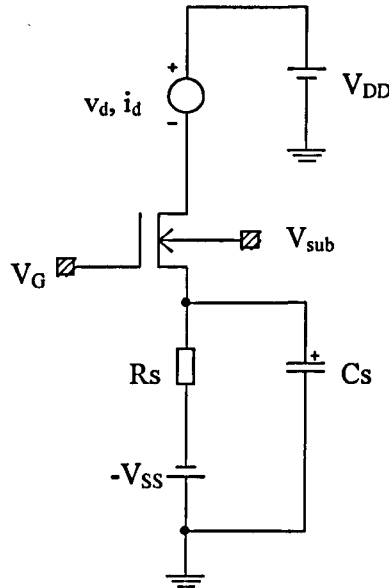 +
V_DD
v_d, i_d
-
V_sub
V_G
Rs
+
Cs
-V_SS